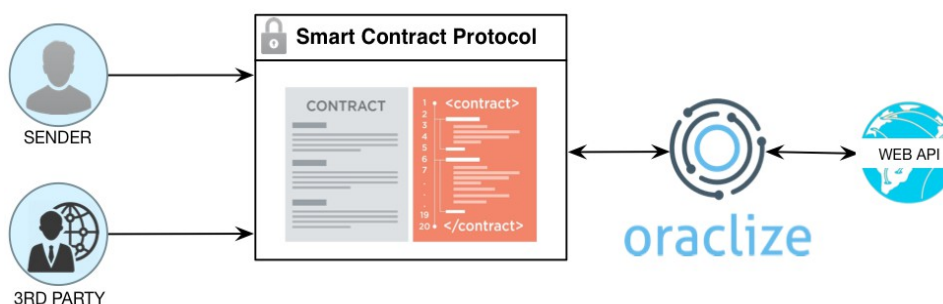 Smart Contract Protocol
SENDER
3RD PARTY
CONTRACT
1 <contract>
2
3
4
5
6
7
.
.
.
19
20 </contract>
oraclize
WEB API